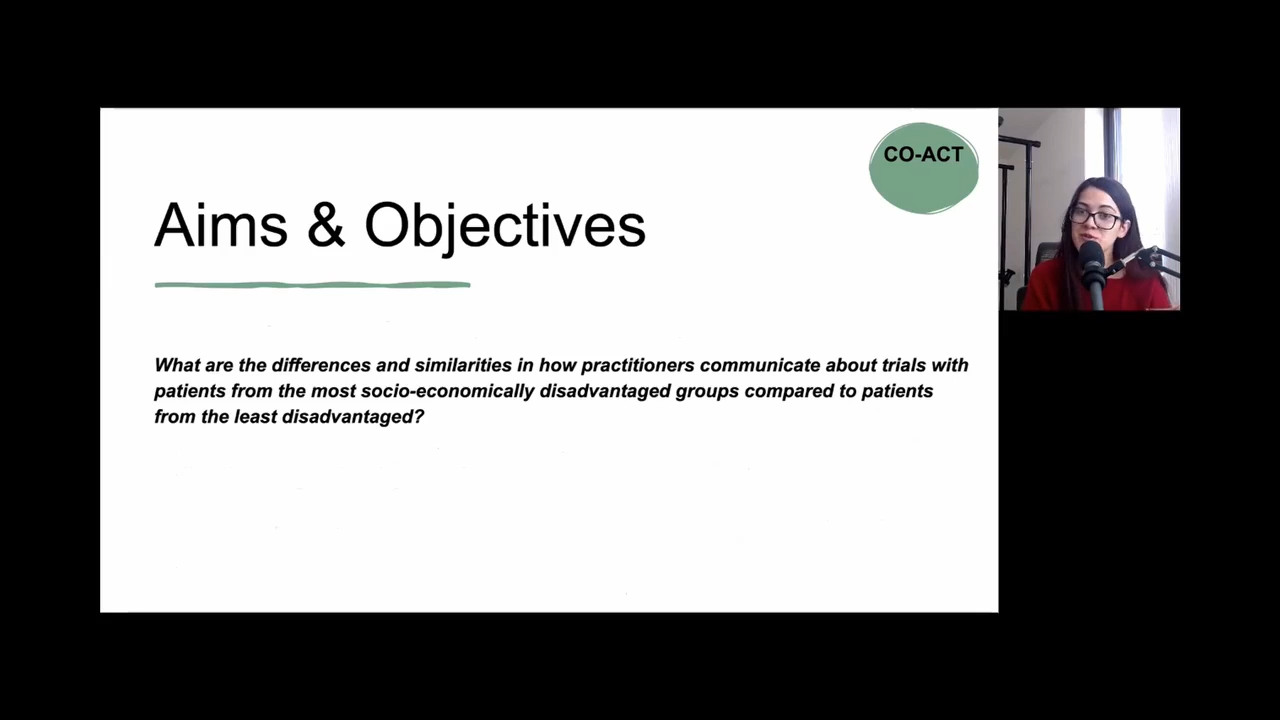 CO-ACT
Aims & Objectives
What are the differences and similarities in how practitioners communicate about trials with
patients from the most socio-economically disadvantaged groups compared to patients
from the least disadvantaged?